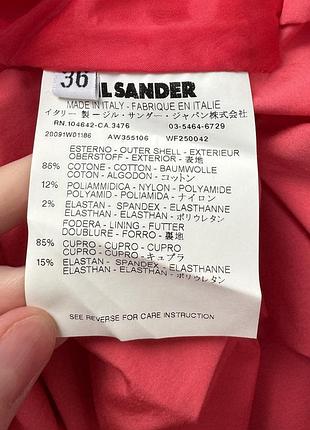 36
L SANDER
MADE IN ITALY - FABRIQUE EN ITALIE
イタリー製 ージル・サンダー・ジャパン株式会社
RN.104642-CA.3476 03-5464-6729
20091W01186 AW355106 WF250042
ESTERNO - OUTER SHELL - EXTERIEUR
OBERSTOFF - EXTERIOR - 表地
86% COTONE - COTTON - BAUMWOLLE
COTON - ALGODON - コットン
12% POLIAMMIDICA - NYLON - POLYAMIDE
POLYAMID - POLIAMIDA - ナイロン
2% ELASTAN - SPANDEX - ELASTHANNE
ELASTHAN - ELASTHAN - ポリウレタン
FODERA - LINING - FUTTER
DOUBLURE - FORRO - 裏地
85% CUPRO - CUPRO - CUPRO
CUPRO - CUPRO - キュプラ
15% ELASTAN - SPANDEX - ELASTHANNE
ELASTHAN - ELASTHAN - ポリウレタン
SEE REVERSE FOR CARE